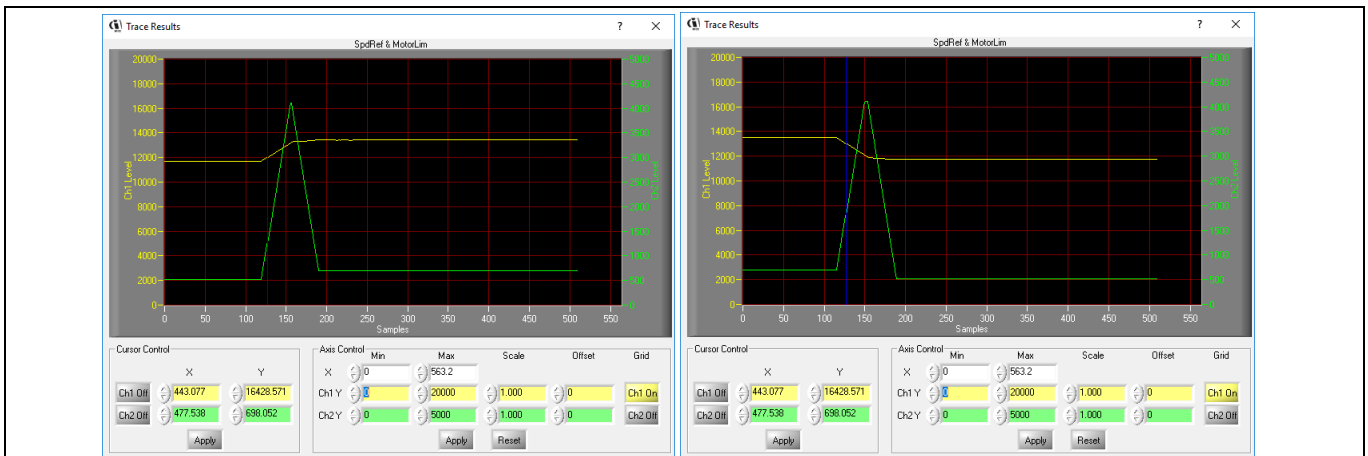 Trace Results ? ×
SpdRef & MotorLim
20000 5000
18000 4500
16000 4000
14000 3500
12000 3000
10000 2500
8000 2000
6000 1500
4000 1000
2000 500
0 0
Ch1 Level
Ch2 Level
0 50 100 150 200 250 300 350 400 450 500 550
Samples
Cursor Control
X Y
Ch1 Off 443.077 16428.571
Ch2 Off 477.538 698.052
Apply
Axis Control
Min Max Scale Offset Grid
X 0 563.2
Ch1 Y 0 20000 1.000 0 Ch1 On
Ch2 Y 0 5000 1.000 0 Ch2 Off
Apply Reset
Trace Results ? ×
SpdRef & MotorLim
20000 5000
18000 4500
16000 4000
14000 3500
12000 3000
10000 2500
8000 2000
6000 1500
4000 1000
2000 500
0 0
Ch1 Level
Ch2 Level
0 50 100 150 200 250 300 350 400 450 500 550
Samples
Cursor Control
X Y
Ch1 Off 443.077 16428.571
Ch2 Off 477.538 698.052
Apply
Axis Control
Min Max Scale Offset Grid
X 0 563.2
Ch1 Y 0 20000 1.000 0 Ch1 On
Ch2 Y 0 5000 1.000 0 Ch2 Off
Apply Reset